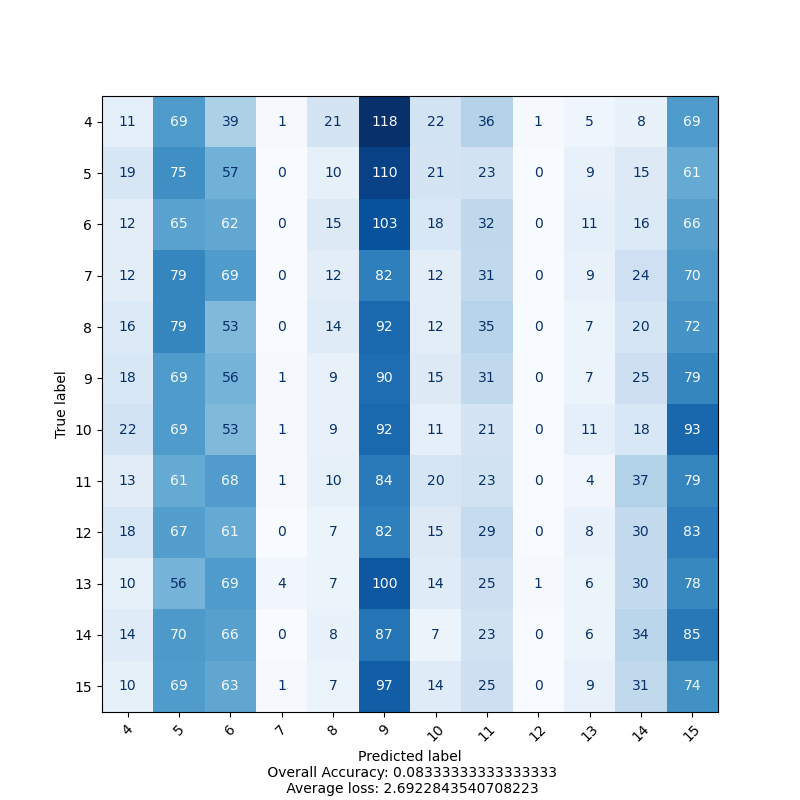 4 11 69 39 1 21 118 22 36 1 5 8 69
5 19 75 57 0 10 110 21 23 0 9 15 61
6 12 65 62 0 15 103 18 32 0 11 16 66
7 12 79 69 0 12 82 12 31 0 9 24 70
8 16 79 53 0 14 92 12 35 0 7 20 72
9 18 69 56 1 9 90 15 31 0 7 25 79
True label
10 22 69 53 1 9 92 11 21 0 11 18 93
11 13 61 68 1 10 84 20 23 0 4 37 79
12 18 67 61 0 7 82 15 29 0 8 30 83
13 10 56 69 4 7 100 14 25 1 6 30 78
14 14 70 66 0 8 87 7 23 0 6 34 85
15 10 69 63 1 7 97 14 25 0 9 31 74
4 5 6 7 8 9 10 11 12 13 14 15
Predicted label
Overall Accuracy: 0.08333333333333333
Average loss: 2.6922843540708223